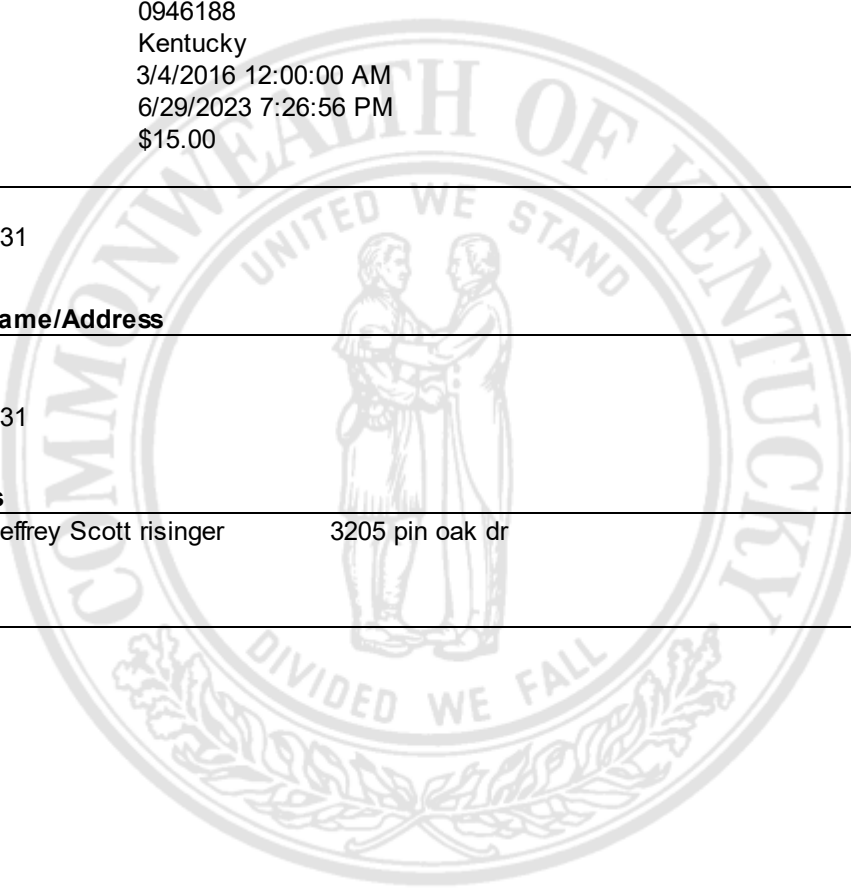 0946188
Kentucky
3/4/2016 12:00:00 AM
6/29/2023 7:26:56 PM
$15.00
COMMONWEALTH OF KENTUCKY
UNITED WE STAND
31
ame/Address
31
s
effrey Scott risinger 3205 pin oak dr
DIVIDED WE FALL